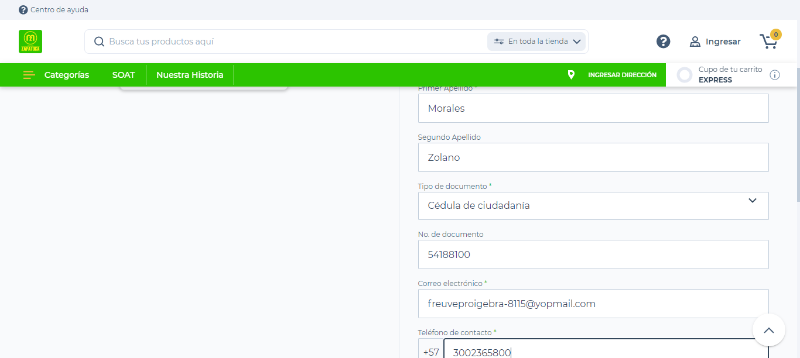 Centro de ayuda
Busca tus productos aquí
En toda la tienda
Ingresar
0
Categorías
SOAT
Nuestra Historia
INGRESAR DIRECCIÓN
Cupo de tu carrito
EXPRESS
Primer Apellido *
Morales
Segundo Apellido
Zolano
Tipo de documento *
Cédula de ciudadanía
No. de documento
54188100
Correo electrónico *
freuveproigebra-8115@yopmail.com
Teléfono de contacto *
+57 3002365800